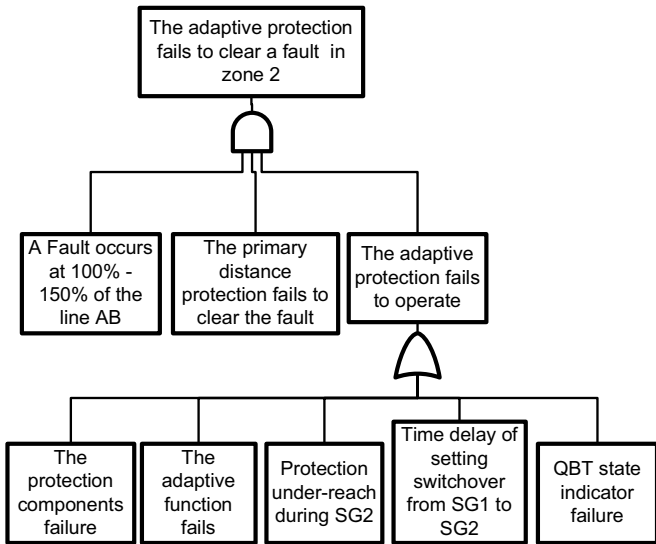 The adaptive protection
fails to clear a fault in
zone 2
A Fault occurs
at 100% -
150% of the
line AB
The primary
distance
protection fails to
clear the fault
The adaptive
protection fails
to operate
The
protection
components
failure
The
adaptive
function
fails
Protection
under-reach
during SG2
Time delay of
setting
switchover
from SG1 to
SG2
QBT state
indicator
failure